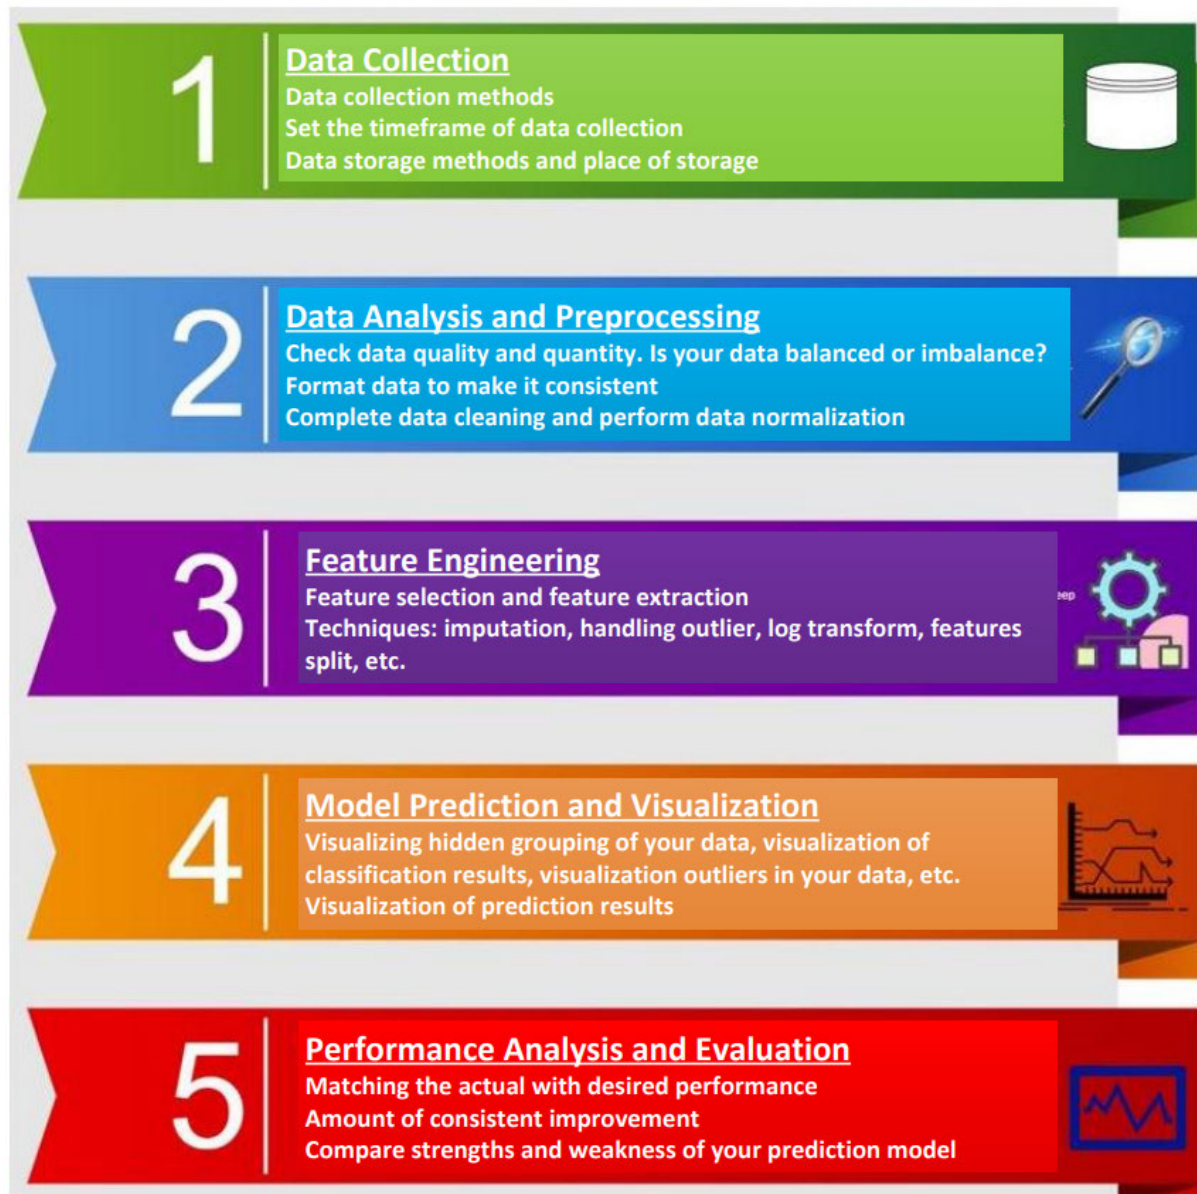 1
Data Collection
Data collection methods
Set the timeframe of data collection
Data storage methods and place of storage
2
Data Analysis and Preprocessing
Check data quality and quantity. Is your data balanced or imbalance?
Format data to make it consistent
Complete data cleaning and perform data normalization
3
Feature Engineering
Feature selection and feature extraction
Techniques: imputation, handling outlier, log transform, features
split, etc.
eep
4
Model Prediction and Visualization
Visualizing hidden grouping of your data, visualization of
classification results, visualization outliers in your data, etc.
Visualization of prediction results
5
Performance Analysis and Evaluation
Matching the actual with desired performance
Amount of consistent improvement
Compare strengths and weakness of your prediction model